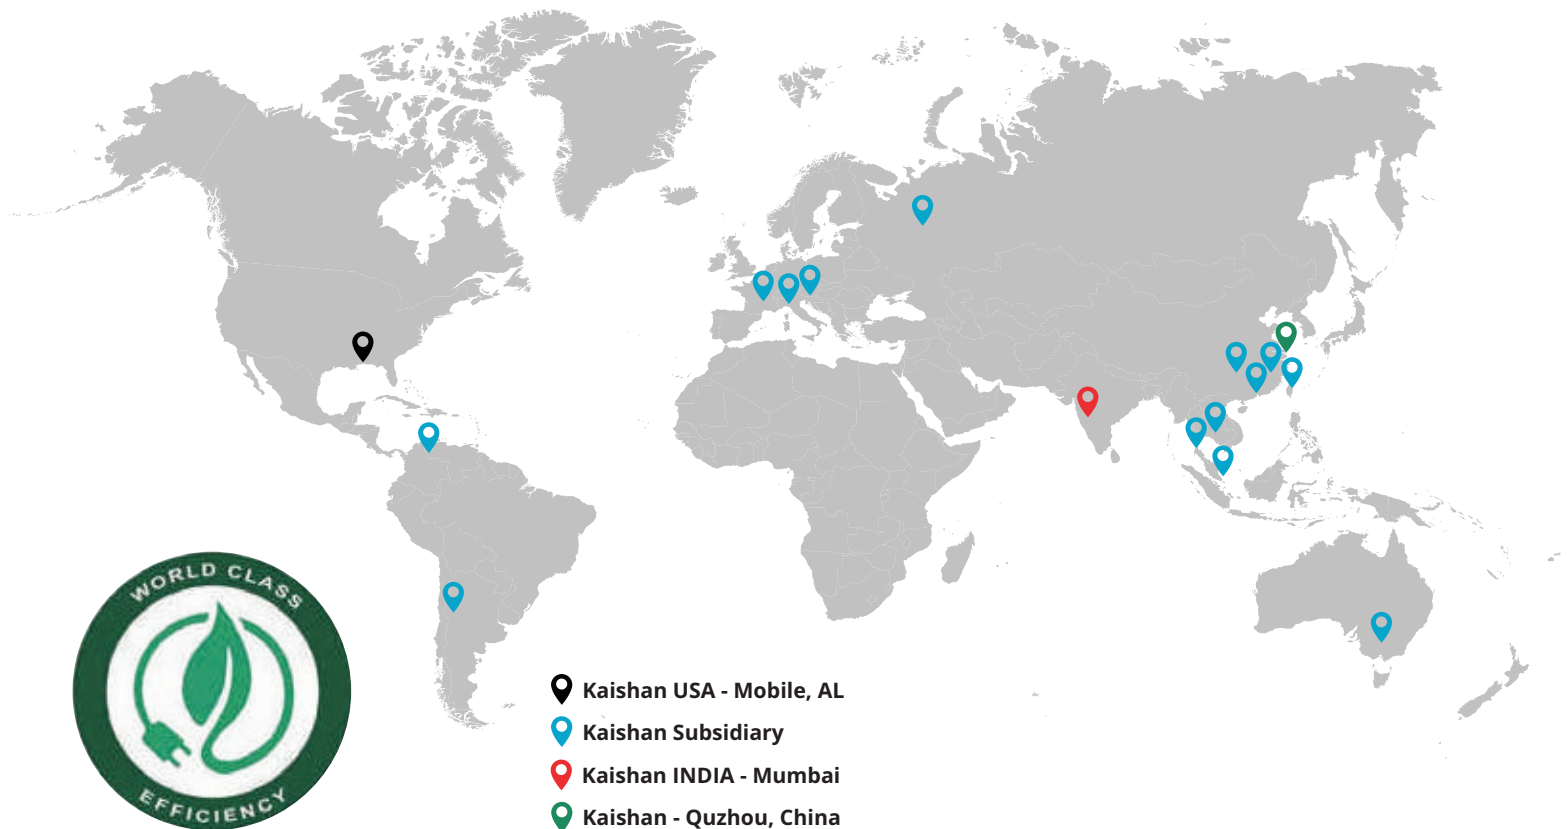 WORLD CLASS
EFFICIENCY
Kaishan USA - Mobile, AL
Kaishan Subsidiary
Kaishan INDIA - Mumbai
Kaishan - Quzhou, China